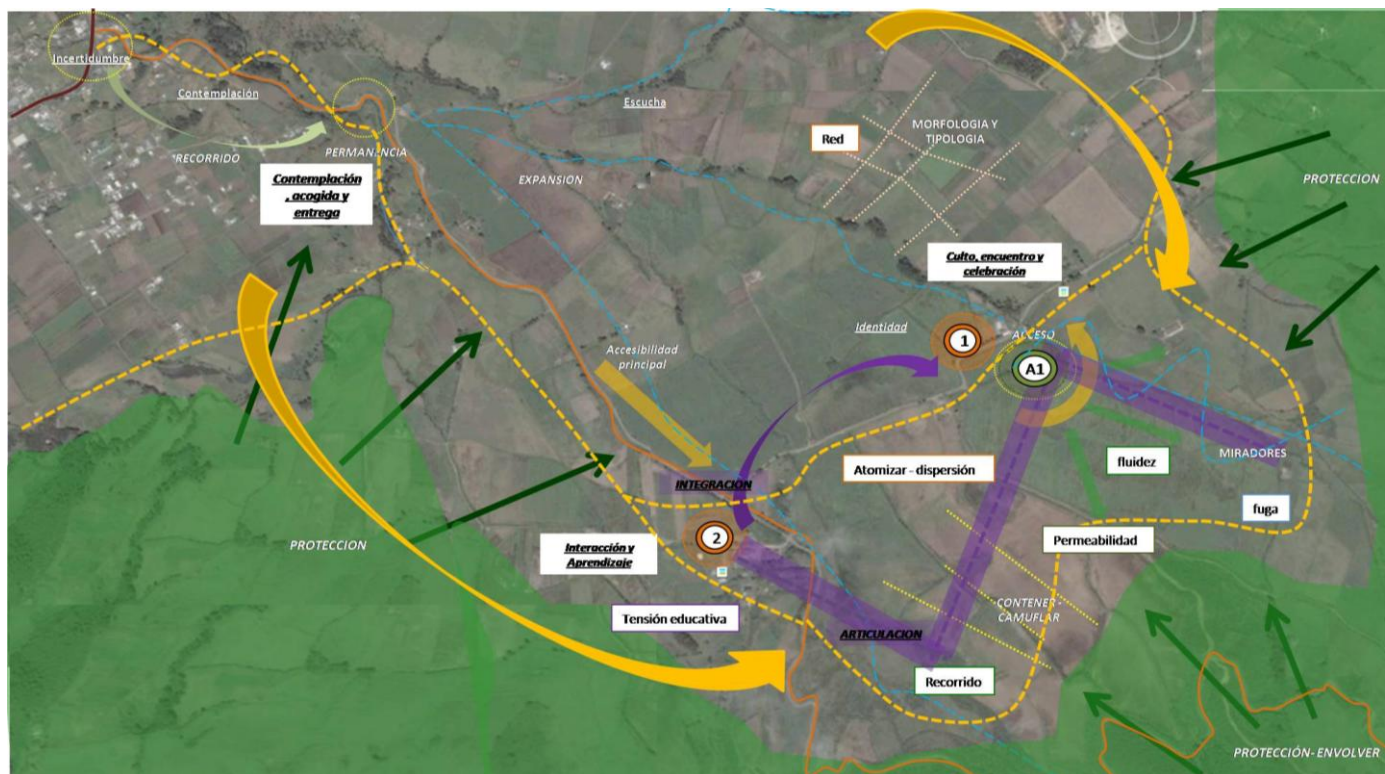 Incertidumbre
Contemplación
RECORRIDO
PERMANENCIA
Contemplación
, acogida y
entrega
Escucha
EXPANSION
Red
MORFOLOGIA Y
TIPOLOGIA
PROTECCION
Culto, encuentro y
celebración
Identidad
1
ACCESO
A1
Accesibilidad
principal
Atomizar - dispersión
fluidez
MIRADORES
INTEGRACION
fuga
2
PROTECCION
Interacción y
Aprendizaje
Permeabilidad
Tensión educativa
CONTENER -
CAMUFLAR
ARTICULACION
Recorrido
PROTECCIÓN- ENVOLVER